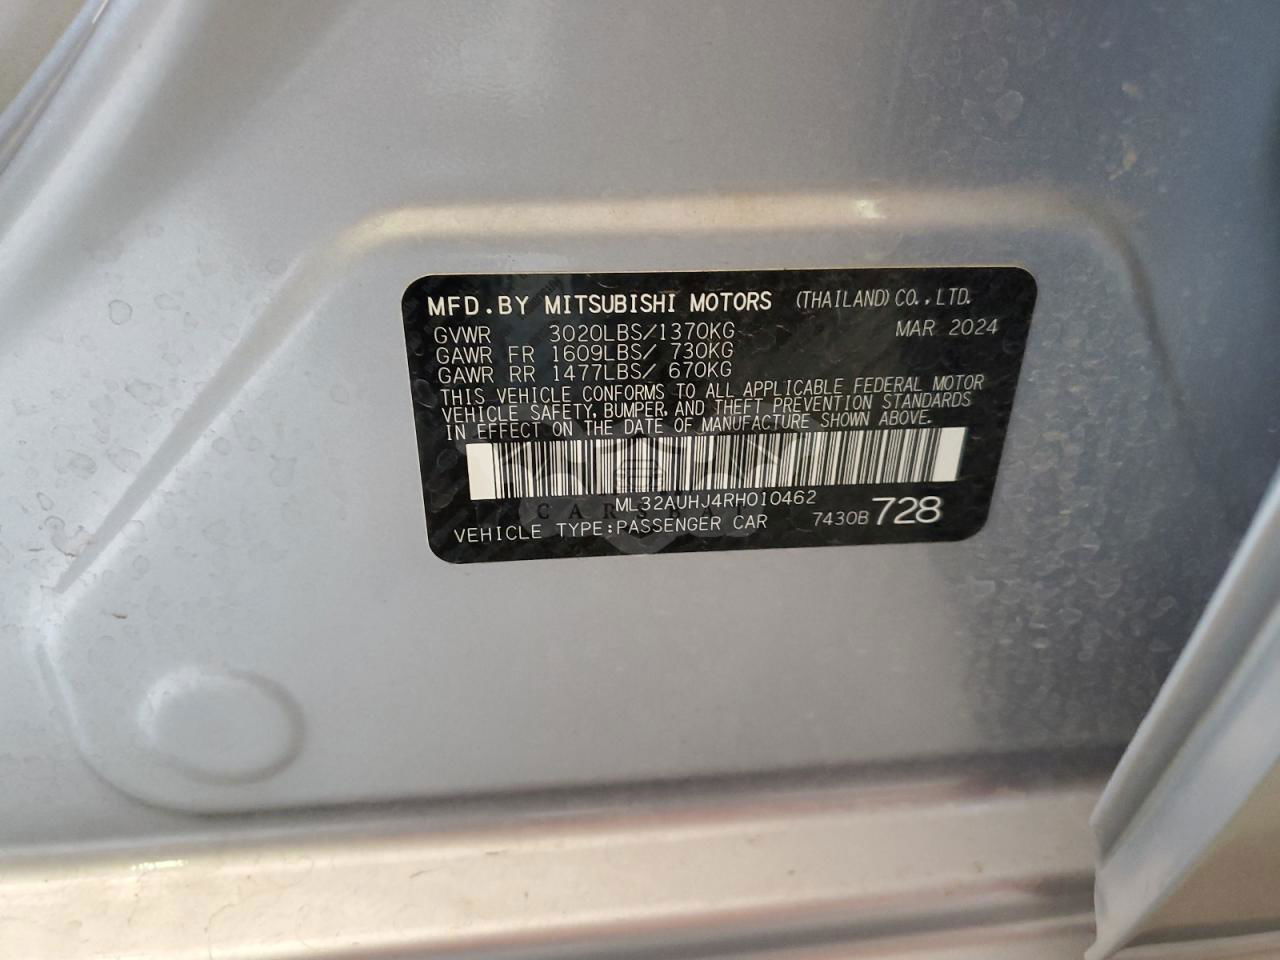 MFD.BY MITSUBISHI MOTORS (THAILAND) CO.,LTD.
GVWR 3020LBS/1370KG MAR 2024
GAWR FR 1609LBS/ 730KG
GAWR RR 1477LBS/ 670KG
THIS VEHICLE CONFORMS TO ALL APPLICABLE FEDERAL MOTOR
VEHICLE SAFETY, BUMPER, AND THEFT PREVENTION STANDARDS
IN EFFECT ON THE DATE OF MANUFACTURE SHOWN ABOVE.
ML32AUHJ4RH010462
CARSBAT
VEHICLE TYPE:PASSENGER CAR 7430B 728